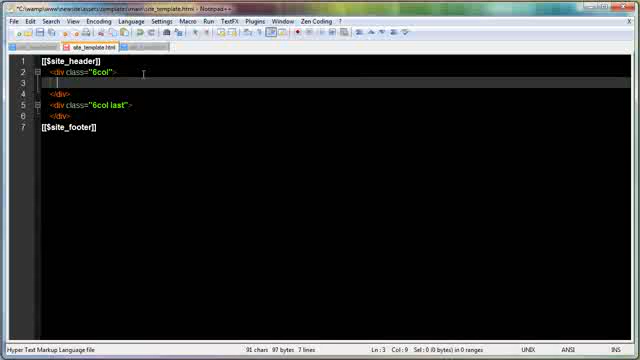 *C:\wamp\www\newsite\assets\templates\main\site_template.html - Notepad++
File Edit Search View Encoding Language Settings Macro Run TextFX Plugins Window Zen Coding ? X
site_template.html
1 [[$site_header]]
2 <div class="6col">
3
4 </div>
5 <div class="6col last">
6 </div>
7 [[$site_footer]]
Hyper Text Markup Language file 91 chars 97 bytes 7 lines Ln : 3 Col : 9 Sel : 0 (0 bytes) in 0 ranges UNIX ANSI INS